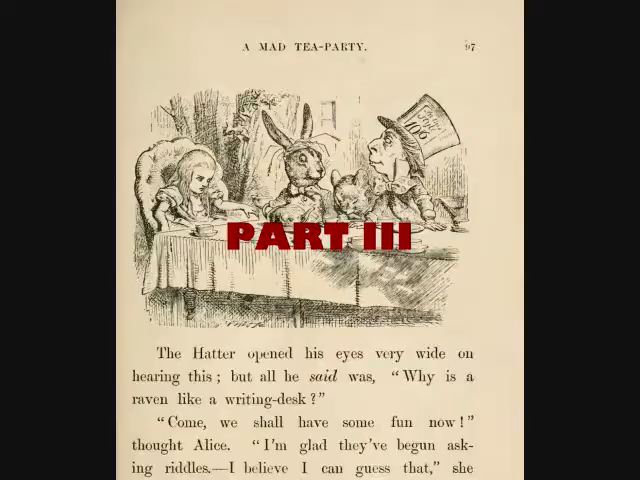 A MAD TEA-PARTY.
97
PART III
The Hatter opened his eyes very wide on
hearing this ; but all he said was, “Why is a
raven like a writing-desk ?”
“Come, we shall have some fun now !”
thought Alice. “I'm glad they've begun ask-
ing riddles.—I believe I can guess that,” she